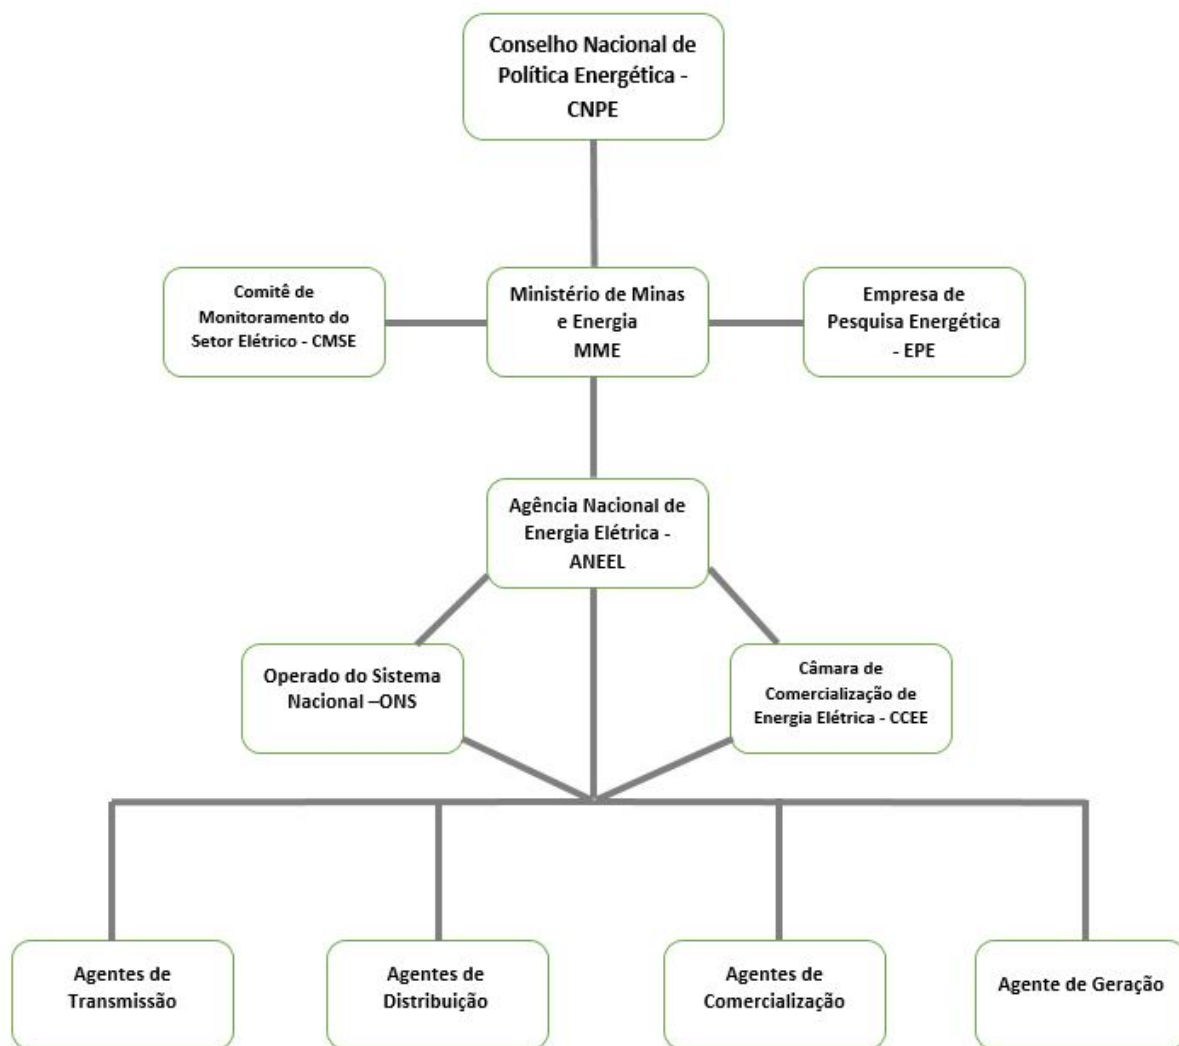 Conselho Nacional de
Política Energética -
CNPE
Comitê de
Monitoramento do
Setor Elétrico - CMSE
Ministério de Minas
e Energia
MME
Empresa de
Pesquisa Energética
- EPE
Agência Nacional de
Energia Elétrica -
ANEEL
Operado do Sistema
Nacional –ONS
Câmara de
Comercialização de
Energia Elétrica - CCEE
Agentes de
Transmissão
Agentes de
Distribuição
Agentes de
Comercialização
Agente de Geração